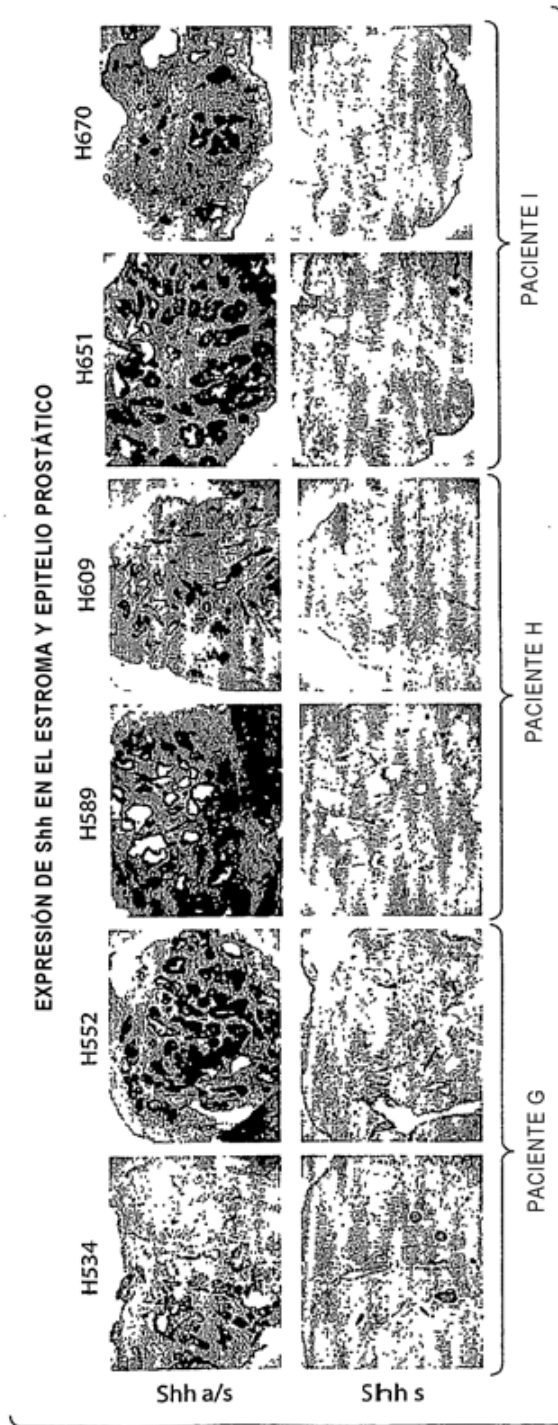 EXPRESIÓN DE Shh EN EL ESTROMA Y EPITELIO PROSTÁTICO
H534 H552 H589 H609 H651 H670
Shh a/s
Shh s
PACIENTE G PACIENTE H PACIENTE I